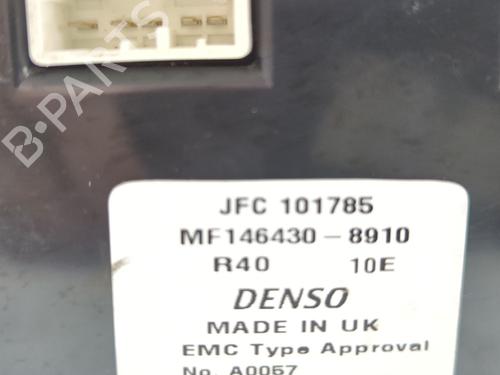 B-PARTS
JFC 101785
MF146430-8910
R40 10E
DENSO
MADE IN UK
EMC Type Approval
No. A0057